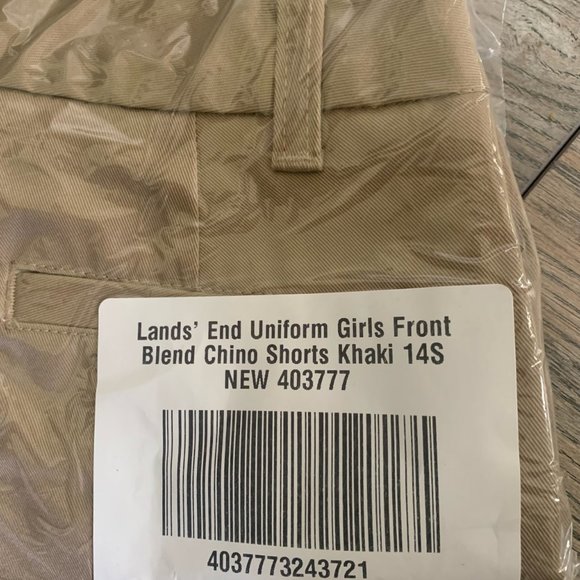 Lands' End Uniform Girls Front
Blend Chino Shorts Khaki 14S
NEW 403777
4037773243721